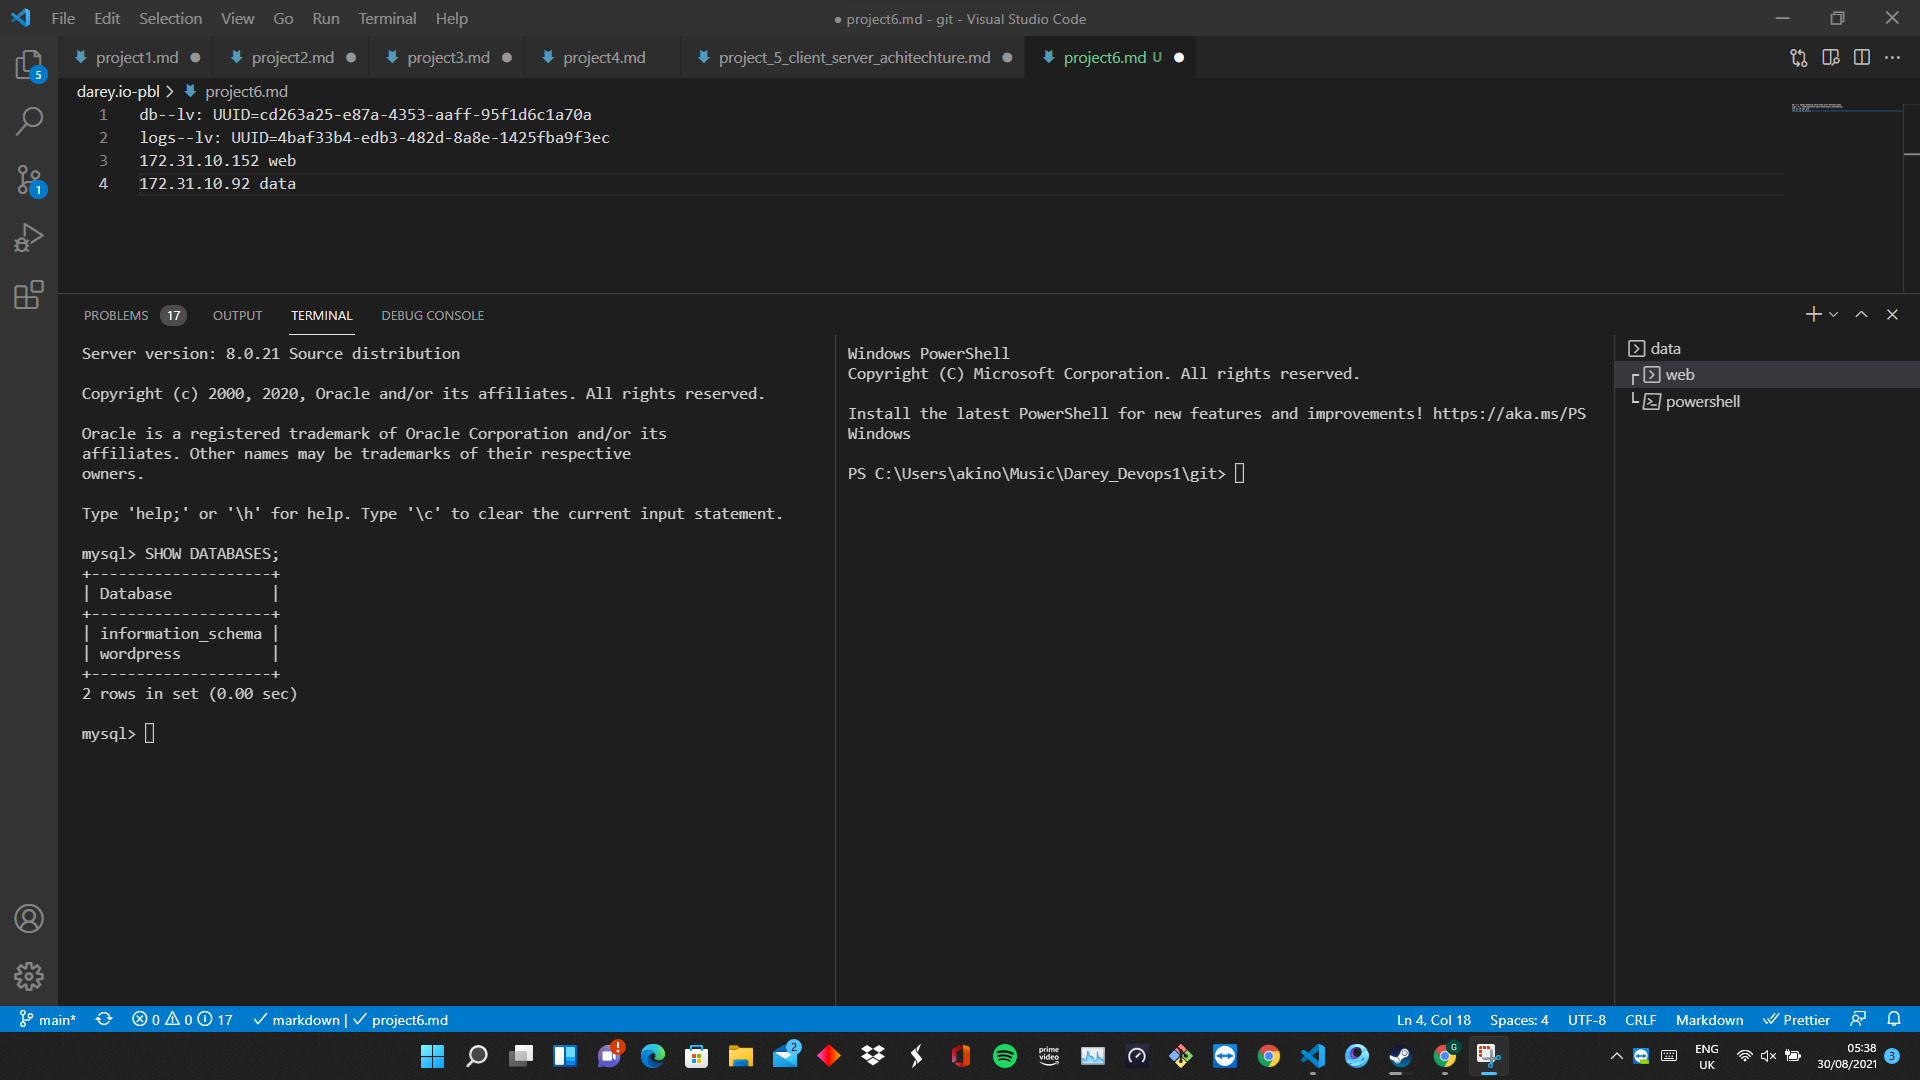 File Edit Selection View Go Run Terminal Help
● project6.md - git - Visual Studio Code
project1.md project2.md project3.md project4.md project_5_client_server_achitechture.md project6.md U
darey.io-pbl > project6.md
1 db--lv: UUID=cd263a25-e87a-4353-aaff-95f1d6c1a70a
2 logs--lv: UUID=4baf33b4-edb3-482d-8a8e-1425fba9f3ec
3 172.31.10.152 web
4 172.31.10.92 data
PROBLEMS 17 OUTPUT TERMINAL DEBUG CONSOLE
Server version: 8.0.21 Source distribution
Copyright (c) 2000, 2020, Oracle and/or its affiliates. All rights reserved.
Oracle is a registered trademark of Oracle Corporation and/or its
affiliates. Other names may be trademarks of their respective
owners.
Type 'help;' or '\h' for help. Type '\c' to clear the current input statement.
mysql> SHOW DATABASES;
+--------------------+
| Database           |
+--------------------+
| information_schema |
| wordpress          |
+--------------------+
2 rows in set (0.00 sec)
mysql>
Windows PowerShell
Copyright (C) Microsoft Corporation. All rights reserved.
Install the latest PowerShell for new features and improvements! https://aka.ms/PS
Windows
PS C:\Users\akino\Music\Darey_Devops1\git>
data
web
powershell
5
1
main* 0 0 17 markdown | project6.md
Ln 4, Col 18 Spaces: 4 UTF-8 CRLF Markdown Prettier
2
prime video
G
ENG
UK
05:38
30/08/2021
3